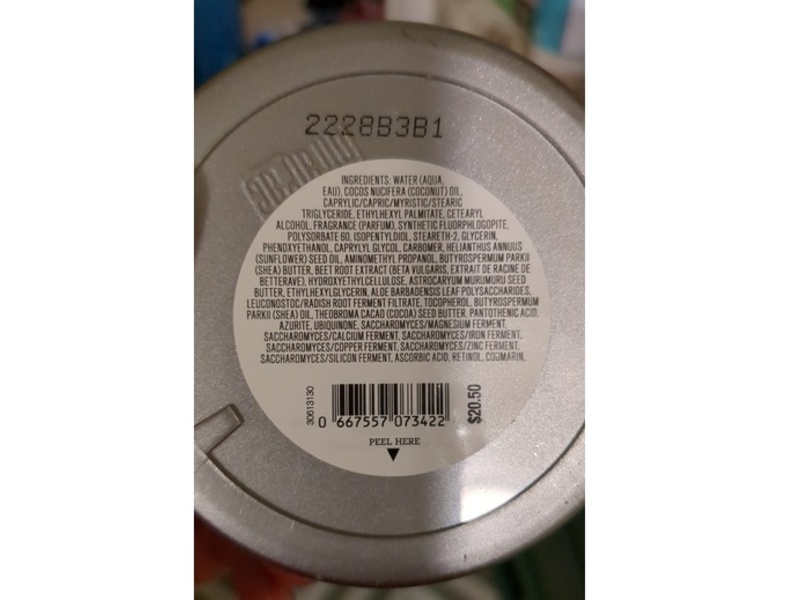 2228B3B1
INGREDIENTS: WATER (AQUA,
EAU), COCOS NUCIFERA (COCONUT) OIL,
CAPRYLIC/CAPRIC/MYRISTIC/STEARIC
TRIGLYCERIDE, ETHYLHEXYL PALMITATE, CETEARYL
ALCOHOL, FRAGRANCE (PARFUM), SYNTHETIC FLUORPHLOGOPITE,
POLYSORBATE 60, ISOPENTYLDIOL, STEARETH-2, GLYCERIN,
PHENOXYETHANOL, CAPRYLYL GLYCOL, CARBOMER, HELIANTHUS ANNUUS
(SUNFLOWER) SEED OIL, AMINOMETHYL PROPANOL, BUTYROSPERMUM PARKII
(SHEA) BUTTER, BEET ROOT EXTRACT (BETA VULGARIS, EXTRAIT DE RACINE DE
BETTERAVE), HYDROXYETHYLCELLULOSE, ASTROCARYUM MURUMURU SEED
BUTTER, ETHYLHEXYLGLYCERIN, ALOE BARBADENSIS LEAF POLYSACCHARIDES,
LEUCONOSTOC/RADISH ROOT FERMENT FILTRATE, TOCOPHEROL, BUTYROSPERMUM
PARKII (SHEA) OIL, THEOBROMA CACAO (COCOA) SEED BUTTER, PANTOTHENIC ACID,
AZURITE, UBIQUINONE, SACCHAROMYCES/MAGNESIUM FERMENT,
SACCHAROMYCES/CALCIUM FERMENT, SACCHAROMYCES/IRON FERMENT,
SACCHAROMYCES/COPPER FERMENT, SACCHAROMYCES/ZINC FERMENT,
SACCHAROMYCES/SILICON FERMENT, ASCORBIC ACID, RETINOL, COUMARIN.
30613130
0 667557 073422
$20.50
PEEL HERE